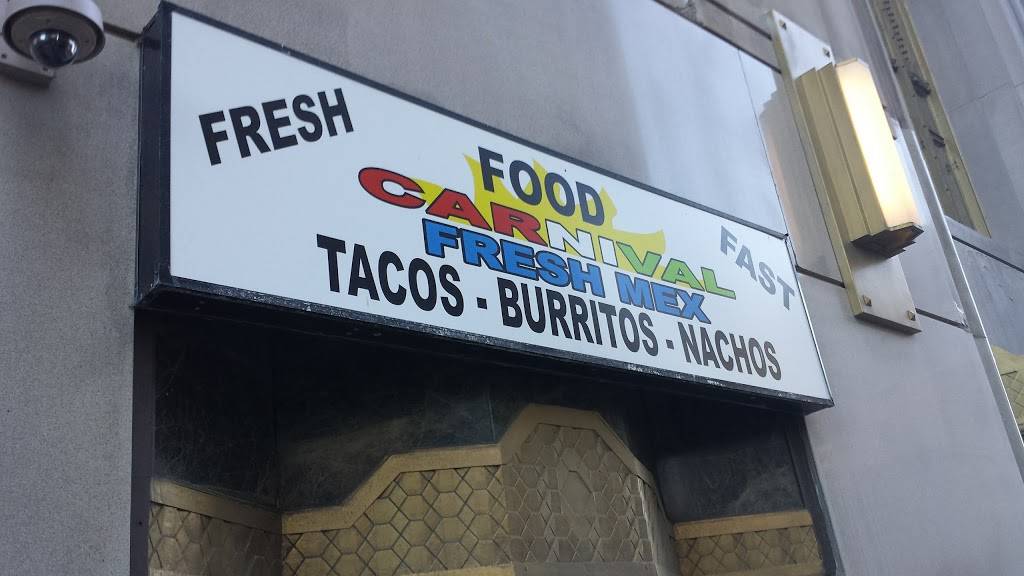 FRESH
FOOD
CARNIVAL
FRESH MEX
FAST
TACOS - BURRITOS - NACHOS